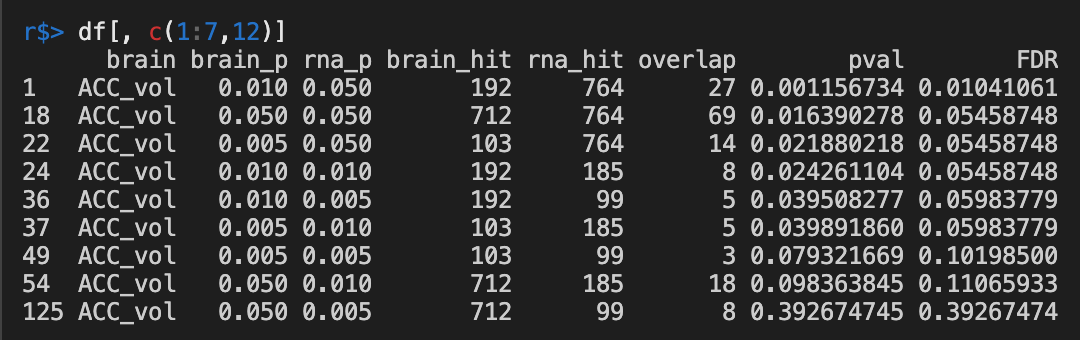 r$> df[, c(1:7,12)]
brain brain_p rna_p brain_hit rna_hit overlap pval FDR
1 ACC_vol 0.010 0.050 192 764 27 0.001156734 0.01041061
18 ACC_vol 0.050 0.050 712 764 69 0.016390278 0.05458748
22 ACC_vol 0.005 0.050 103 764 14 0.021880218 0.05458748
24 ACC_vol 0.010 0.010 192 185 8 0.024261104 0.05458748
36 ACC_vol 0.010 0.005 192 99 5 0.039508277 0.05983779
37 ACC_vol 0.005 0.010 103 185 5 0.039891860 0.05983779
49 ACC_vol 0.005 0.005 103 99 3 0.079321669 0.10198500
54 ACC_vol 0.050 0.010 712 185 18 0.098363845 0.11065933
125 ACC_vol 0.050 0.005 712 99 8 0.392674745 0.39267474